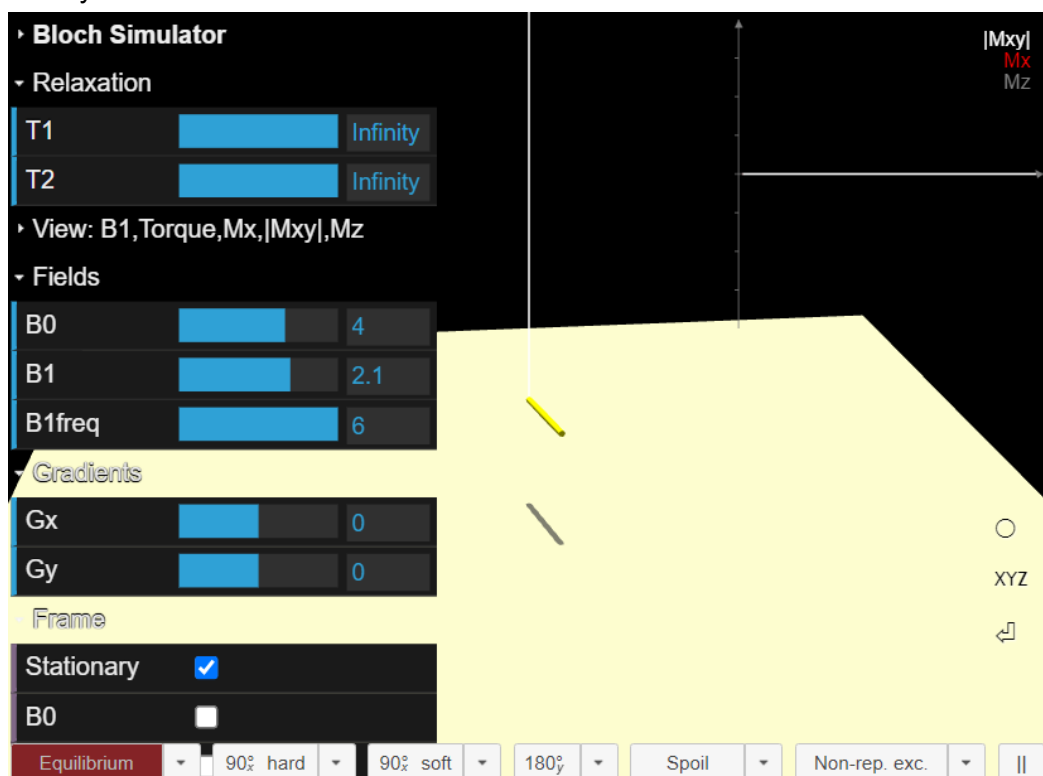 Bloch Simulator
|Mxy|
Mx
Mz
Relaxation
T1 Infinity
T2 Infinity
View: B1,Torque,Mx,|Mxy|,Mz
Fields
B0 4
B1 2.1
B1freq 6
Gradients
Gx 0
Gy 0
XYZ
Frame
Stationary
B0
Equilibrium 90°x hard 90°x soft 180°y Spoil Non-rep. exc. ||